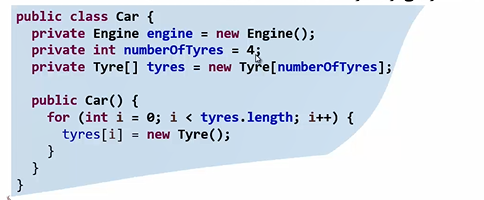 public class Car {
private Engine engine = new Engine();
private int numberOfTyres = 4;
private Tyre[] tyres = new Tyre[numberOfTyres];
public Car() {
for (int i = 0; i < tyres.length; i++) {
tyres[i] = new Tyre();
}
}
}